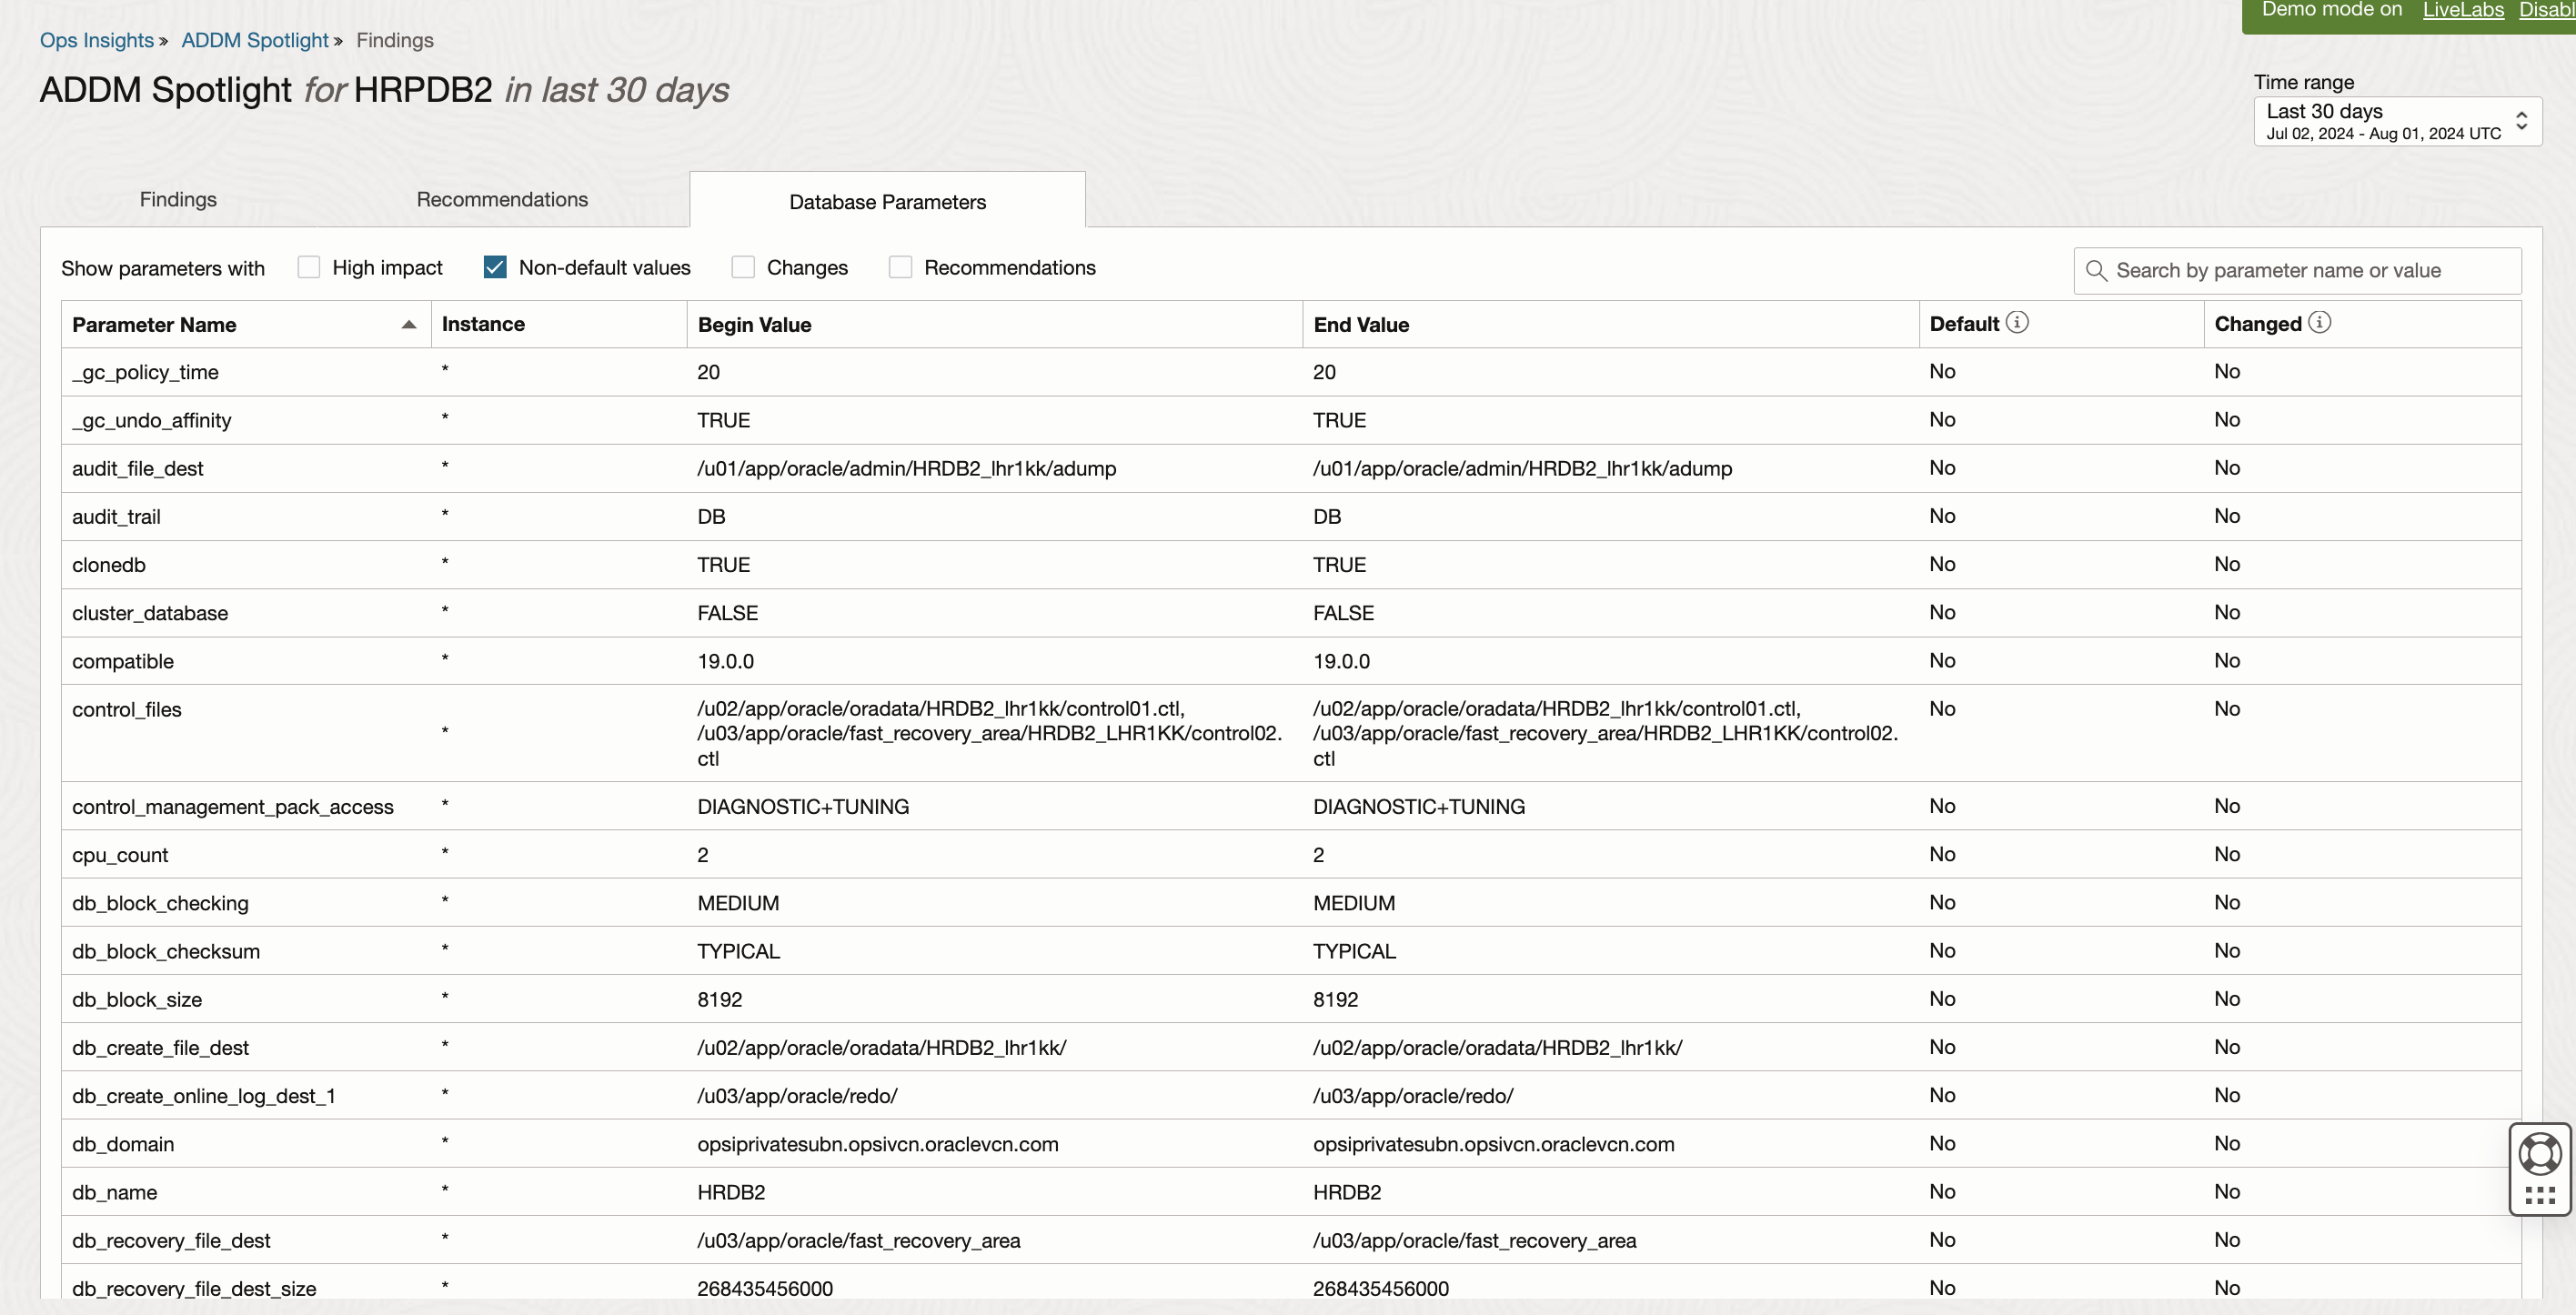 Demo mode on LiveLabs
Ops Insights » ADDM Spotlight » Findings
ADDM Spotlight for HRPDB2 in last 30 days
Time range
Last 30 days
Jul 02, 2024 - Aug 01, 2024 UTC
Findings Recommendations Database Parameters
Show parameters with High impact Non-default values Changes Recommendations Search by parameter name or value
Parameter Name Instance Begin Value End Value Default Changed
_gc_policy_time * 20 20 No No
_gc_undo_affinity * TRUE TRUE No No
audit_file_dest * /u01/app/oracle/admin/HRDB2_lhr1kk/adump /u01/app/oracle/admin/HRDB2_lhr1kk/adump No No
audit_trail * DB DB No No
clonedb * TRUE TRUE No No
cluster_database * FALSE FALSE No No
compatible * 19.0.0 19.0.0 No No
control_files /u02/app/oracle/oradata/HRDB2_lhr1kk/control01.ctl, /u02/app/oracle/oradata/HRDB2_lhr1kk/control01.ctl, No No
* /u03/app/oracle/fast_recovery_area/HRDB2_LHR1KK/control02. /u03/app/oracle/fast_recovery_area/HRDB2_LHR1KK/control02.
ctl ctl
control_management_pack_access * DIAGNOSTIC+TUNING DIAGNOSTIC+TUNING No No
cpu_count * 2 2 No No
db_block_checking * MEDIUM MEDIUM No No
db_block_checksum * TYPICAL TYPICAL No No
db_block_size * 8192 8192 No No
db_create_file_dest * /u02/app/oracle/oradata/HRDB2_lhr1kk/ /u02/app/oracle/oradata/HRDB2_lhr1kk/ No No
db_create_online_log_dest_1 * /u03/app/oracle/redo/ /u03/app/oracle/redo/ No No
db_domain * opsiprivatesubn.opsivcn.oraclevcn.com opsiprivatesubn.opsivcn.oraclevcn.com No No
db_name * HRDB2 HRDB2 No No
db_recovery_file_dest * /u03/app/oracle/fast_recovery_area /u03/app/oracle/fast_recovery_area No No
db_recovery_file_dest_size * 268435456000 268435456000 No No